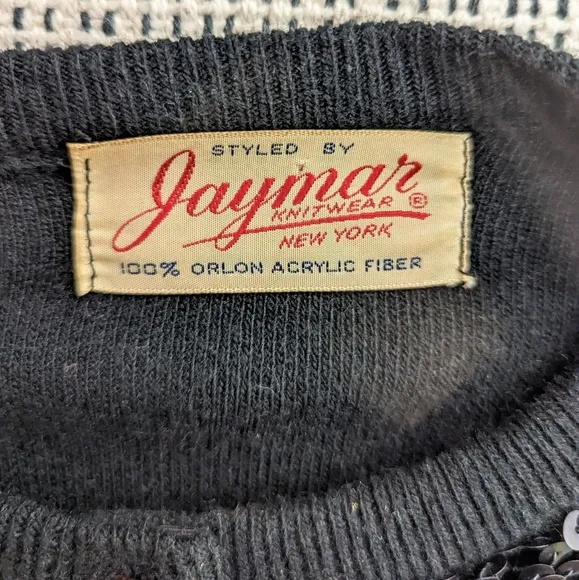 STYLED BY
Jaymar
KNITWEAR ®
NEW YORK
100% ORLON ACRYLIC FIBER